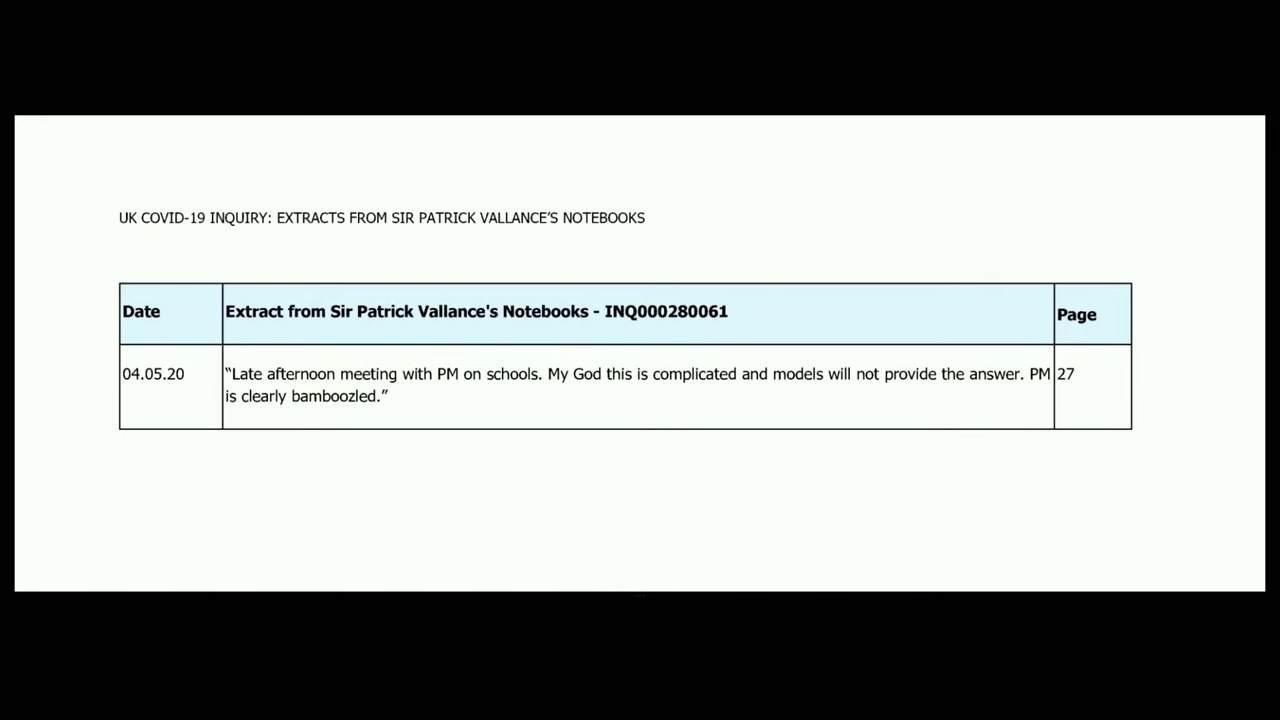 UK COVID-19 INQUIRY: EXTRACTS FROM SIR PATRICK VALLANCE’S NOTEBOOKS
Date
Extract from Sir Patrick Vallance's Notebooks - INQ000280061
Page
04.05.20
“Late afternoon meeting with PM on schools. My God this is complicated and models will not provide the answer. PM
is clearly bamboozled.”
27